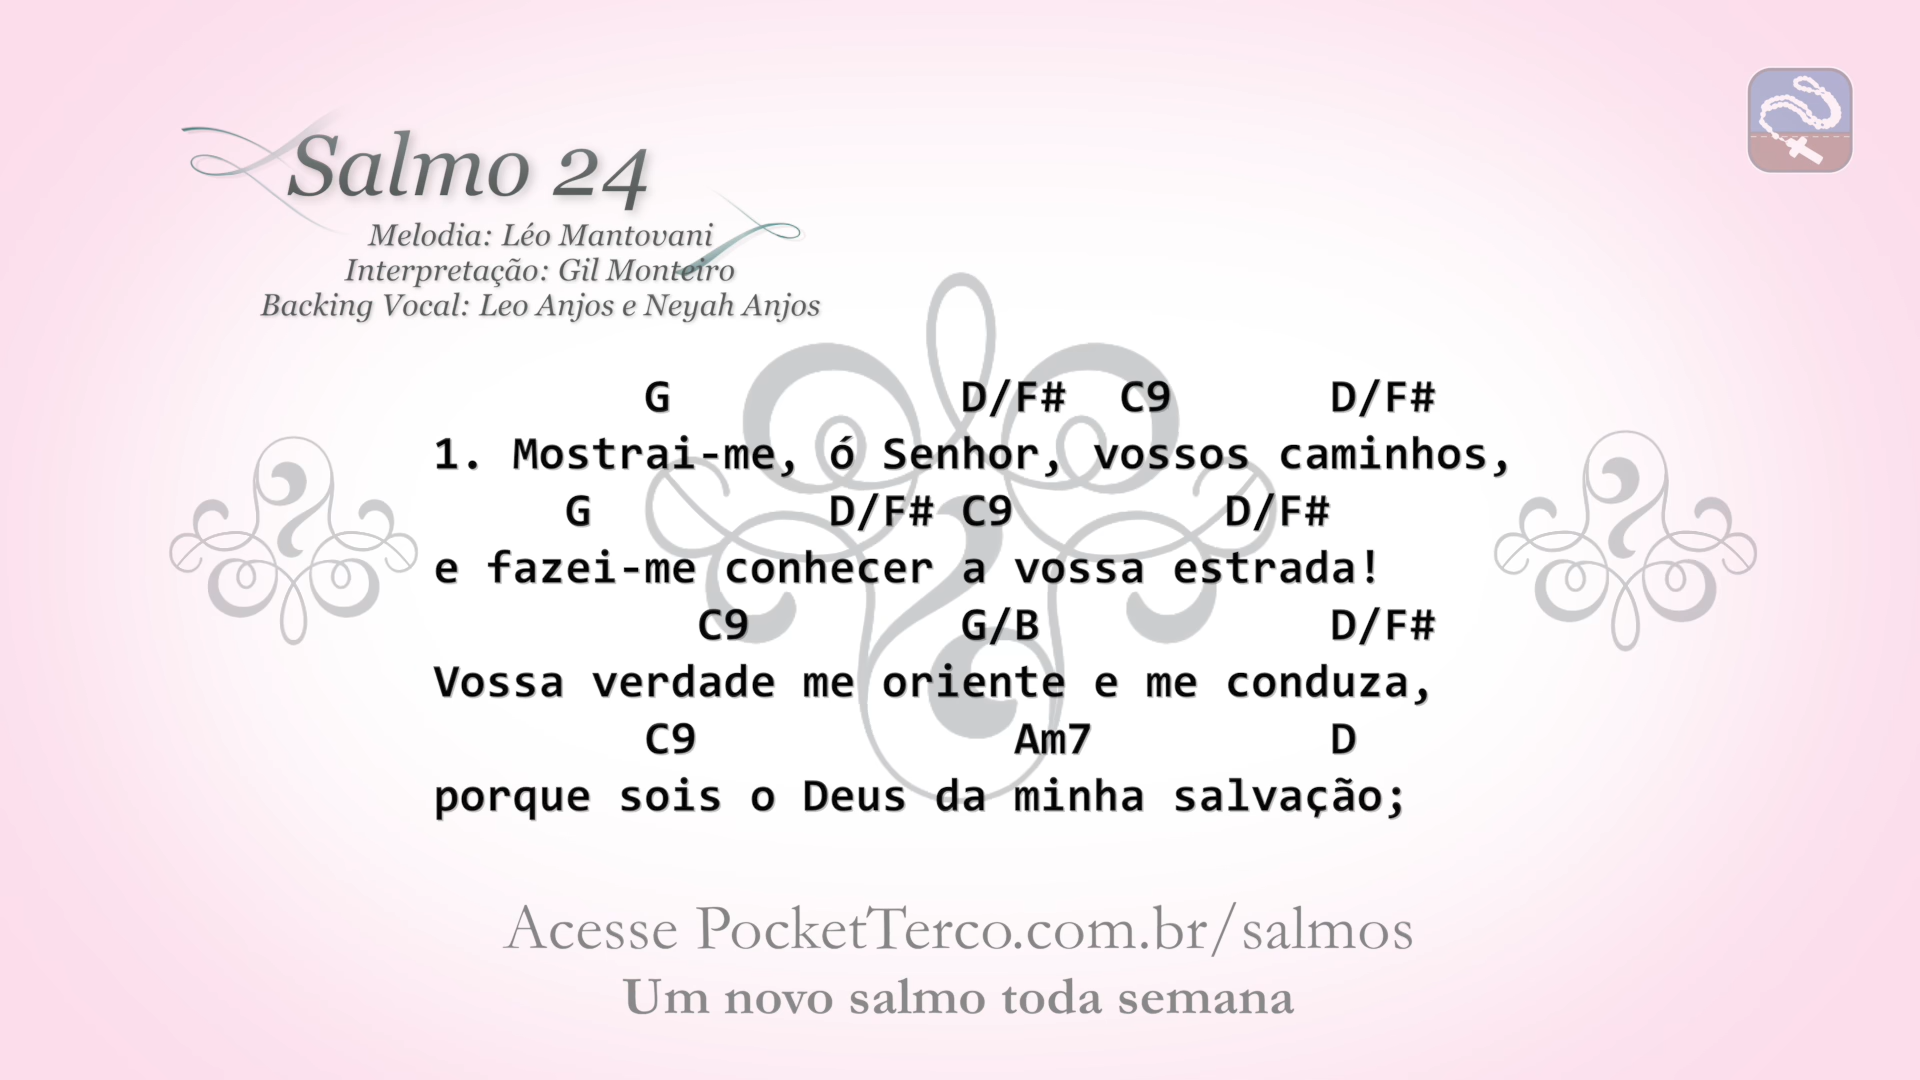 Salmo 24
Melodia: Léo Mantovani
Interpretação: Gil Monteiro
Backing Vocal: Leo Anjos e Neyah Anjos
        G           D/F#  C9      D/F#
1. Mostrai-me, ó Senhor, vossos caminhos,
     G         D/F# C9        D/F#
e fazei-me conhecer a vossa estrada!
          C9        G/B           D/F#
Vossa verdade me oriente e me conduza,
        C9            Am7         D
porque sois o Deus da minha salvação;
Acesse PocketTerco.com.br/salmos
Um novo salmo toda semana